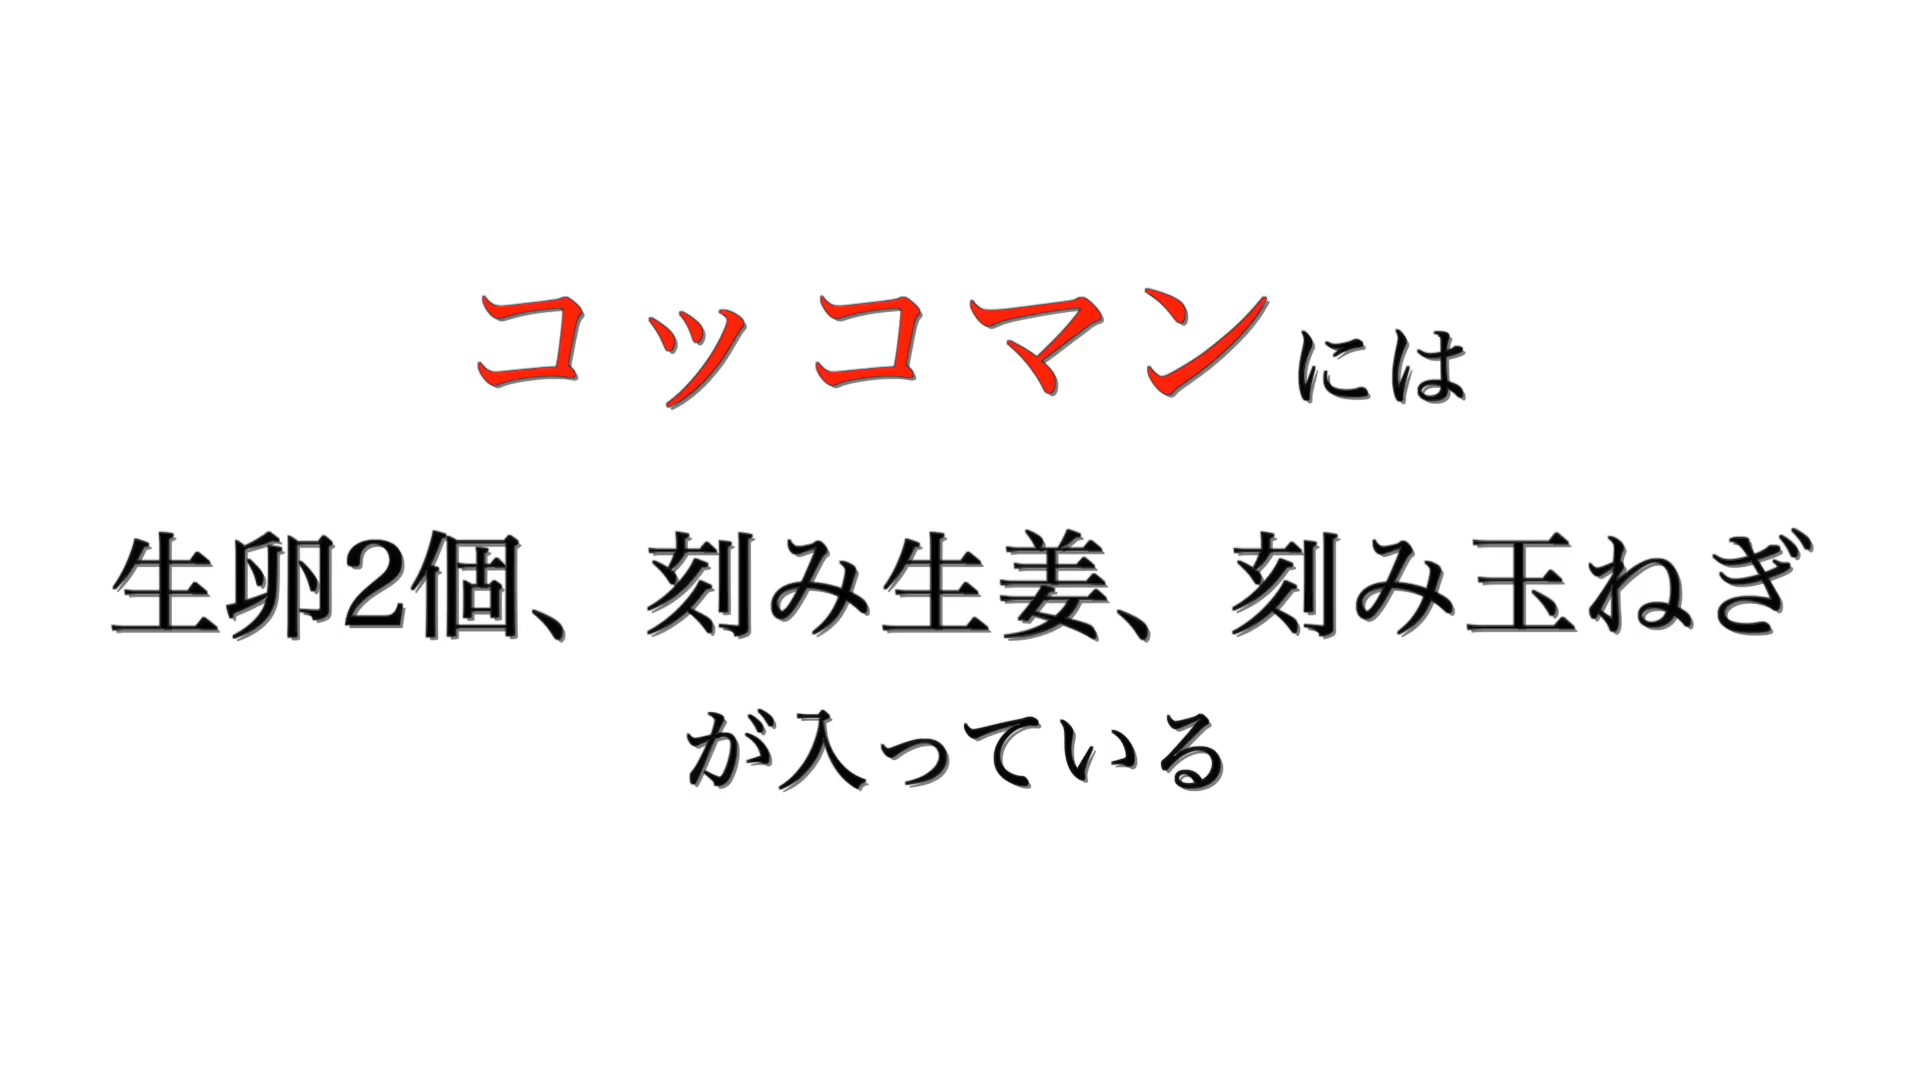 コッコマンには
生卵2個、刻み生姜、刻み玉ねぎ
が入っている